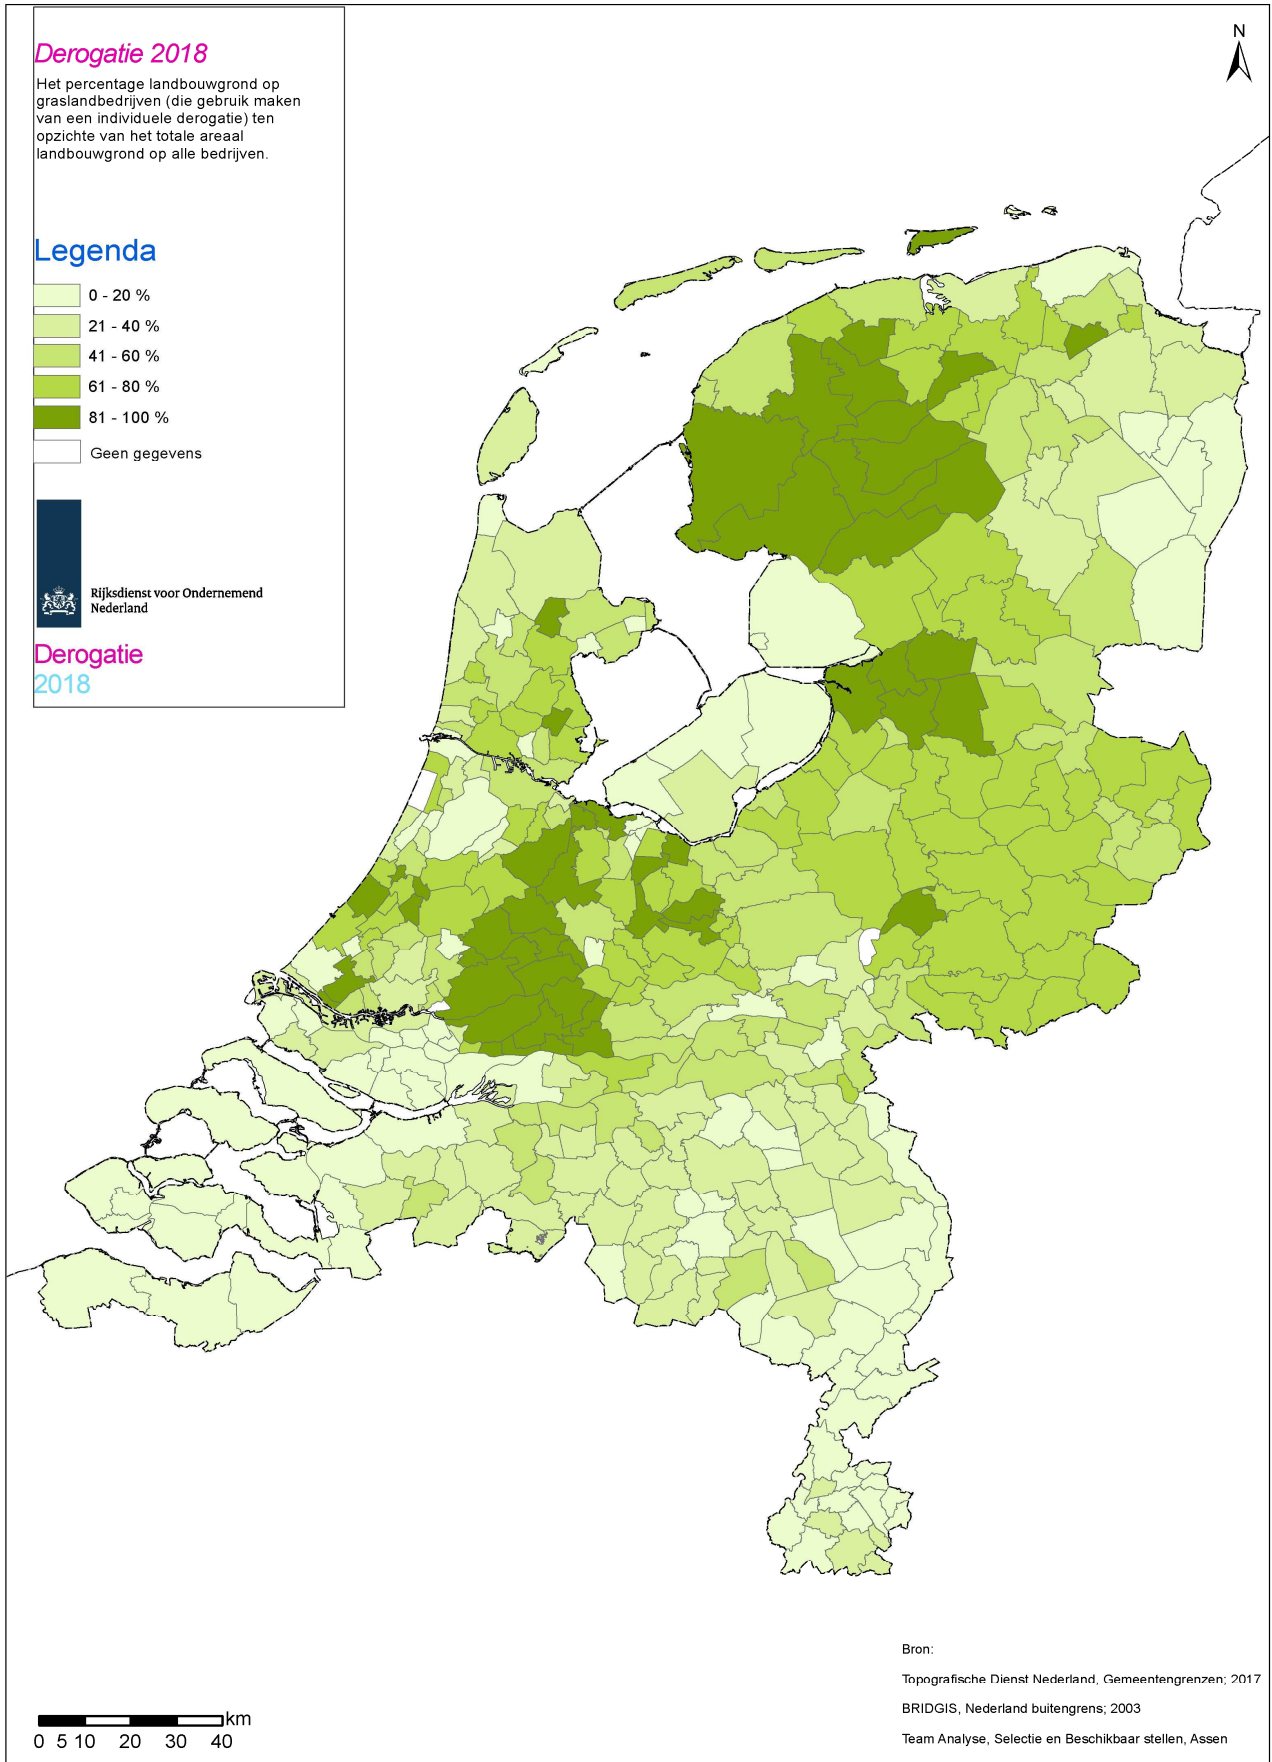 Derogatie 2018
Het percentage landbouwgrond op
graslandbedrijven (die gebruik maken
van een individuele derogatie) ten
opzichte van het totale areaal
landbouwgrond op alle bedrijven.
Legenda
0 - 20 %
21 - 40 %
41 - 60 %
61 - 80 %
81 - 100 %
Geen gegevens
Rijksdienst voor Ondernemend
Nederland
Derogatie
2018
N
km
0 5 10 20 30 40
Bron:
Topografische Dienst Nederland, Gemeentengrenzen; 2017
BRIDGIS, Nederland buitengrens; 2003
Team Analyse, Selectie en Beschikbaar stellen, Assen